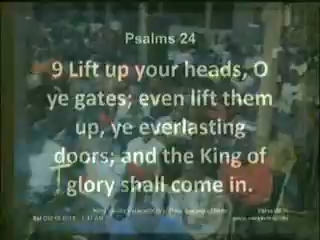 Psalms 24
9 Lift up your heads, O
ye gates; even lift them
up, ye everlasting
doors; and the King of
glory shall come in.